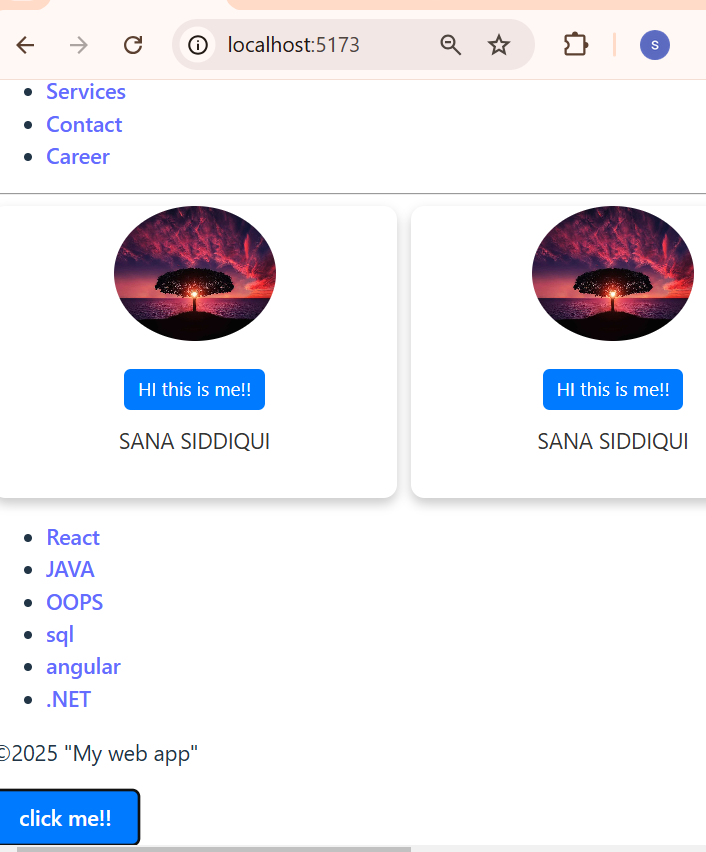 localhost:5173
S
Services
Contact
Career
HI this is me!! HI this is me!!
SANA SIDDIQUI SANA SIDDIQUI
React
JAVA
OOPS
sql
angular
.NET
©2025 "My web app"
click me!!